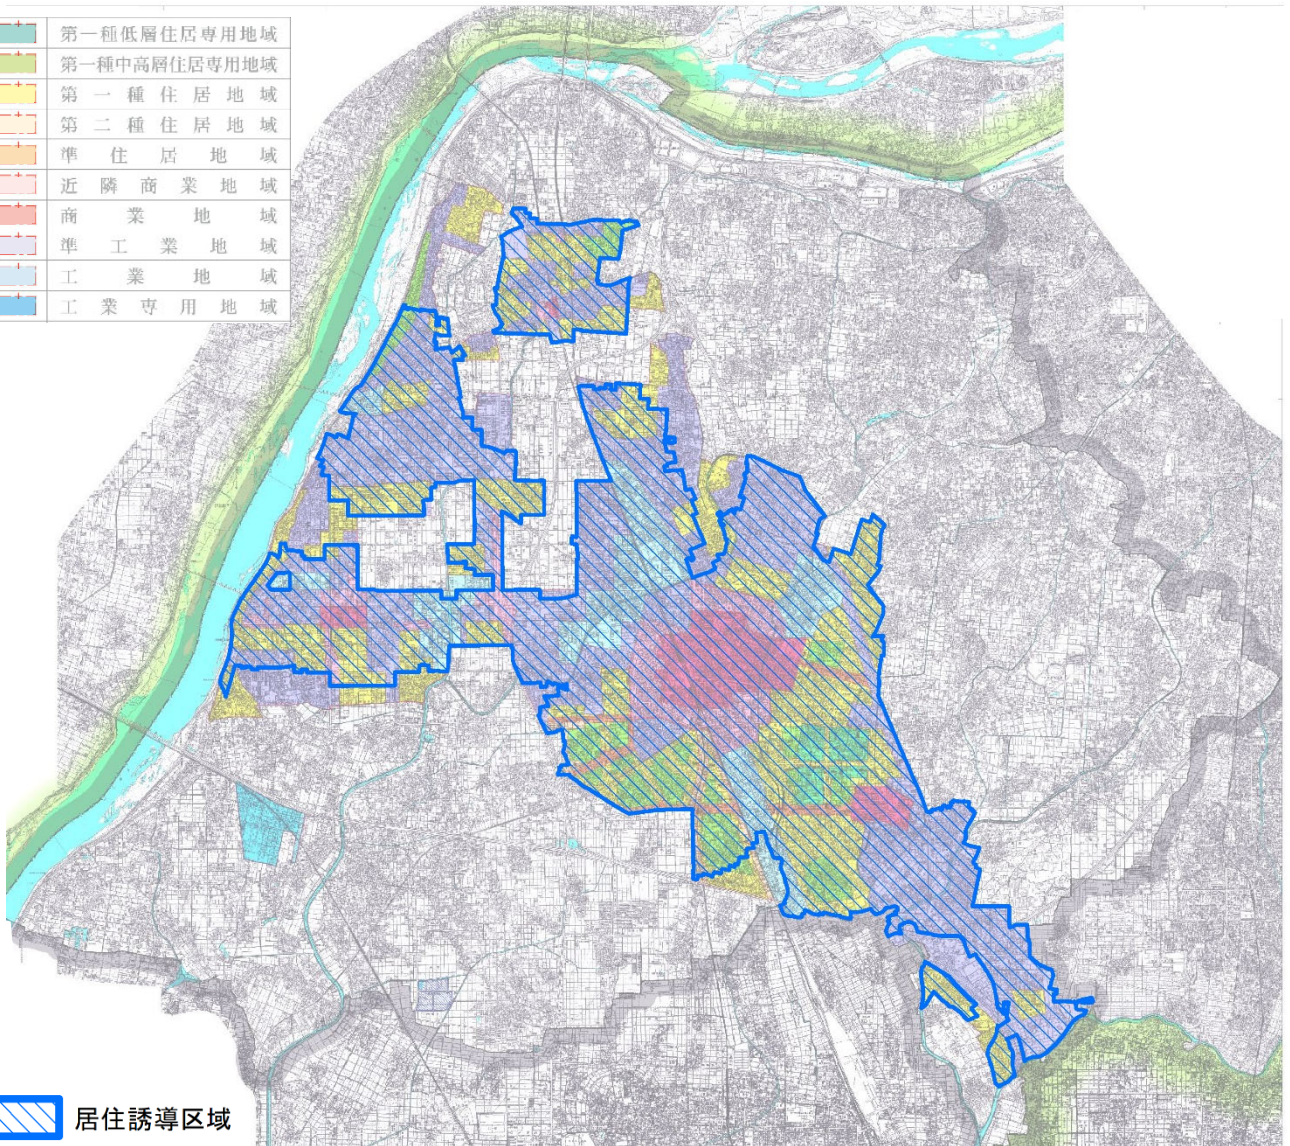 第一種低層住居専用地域
第一種中高層住居専用地域
第一種住居地域
第二種住居地域
準住居地域
近隣商業地域
商業地域
準工業地域
工業地域
工業専用地域
居住誘導区域